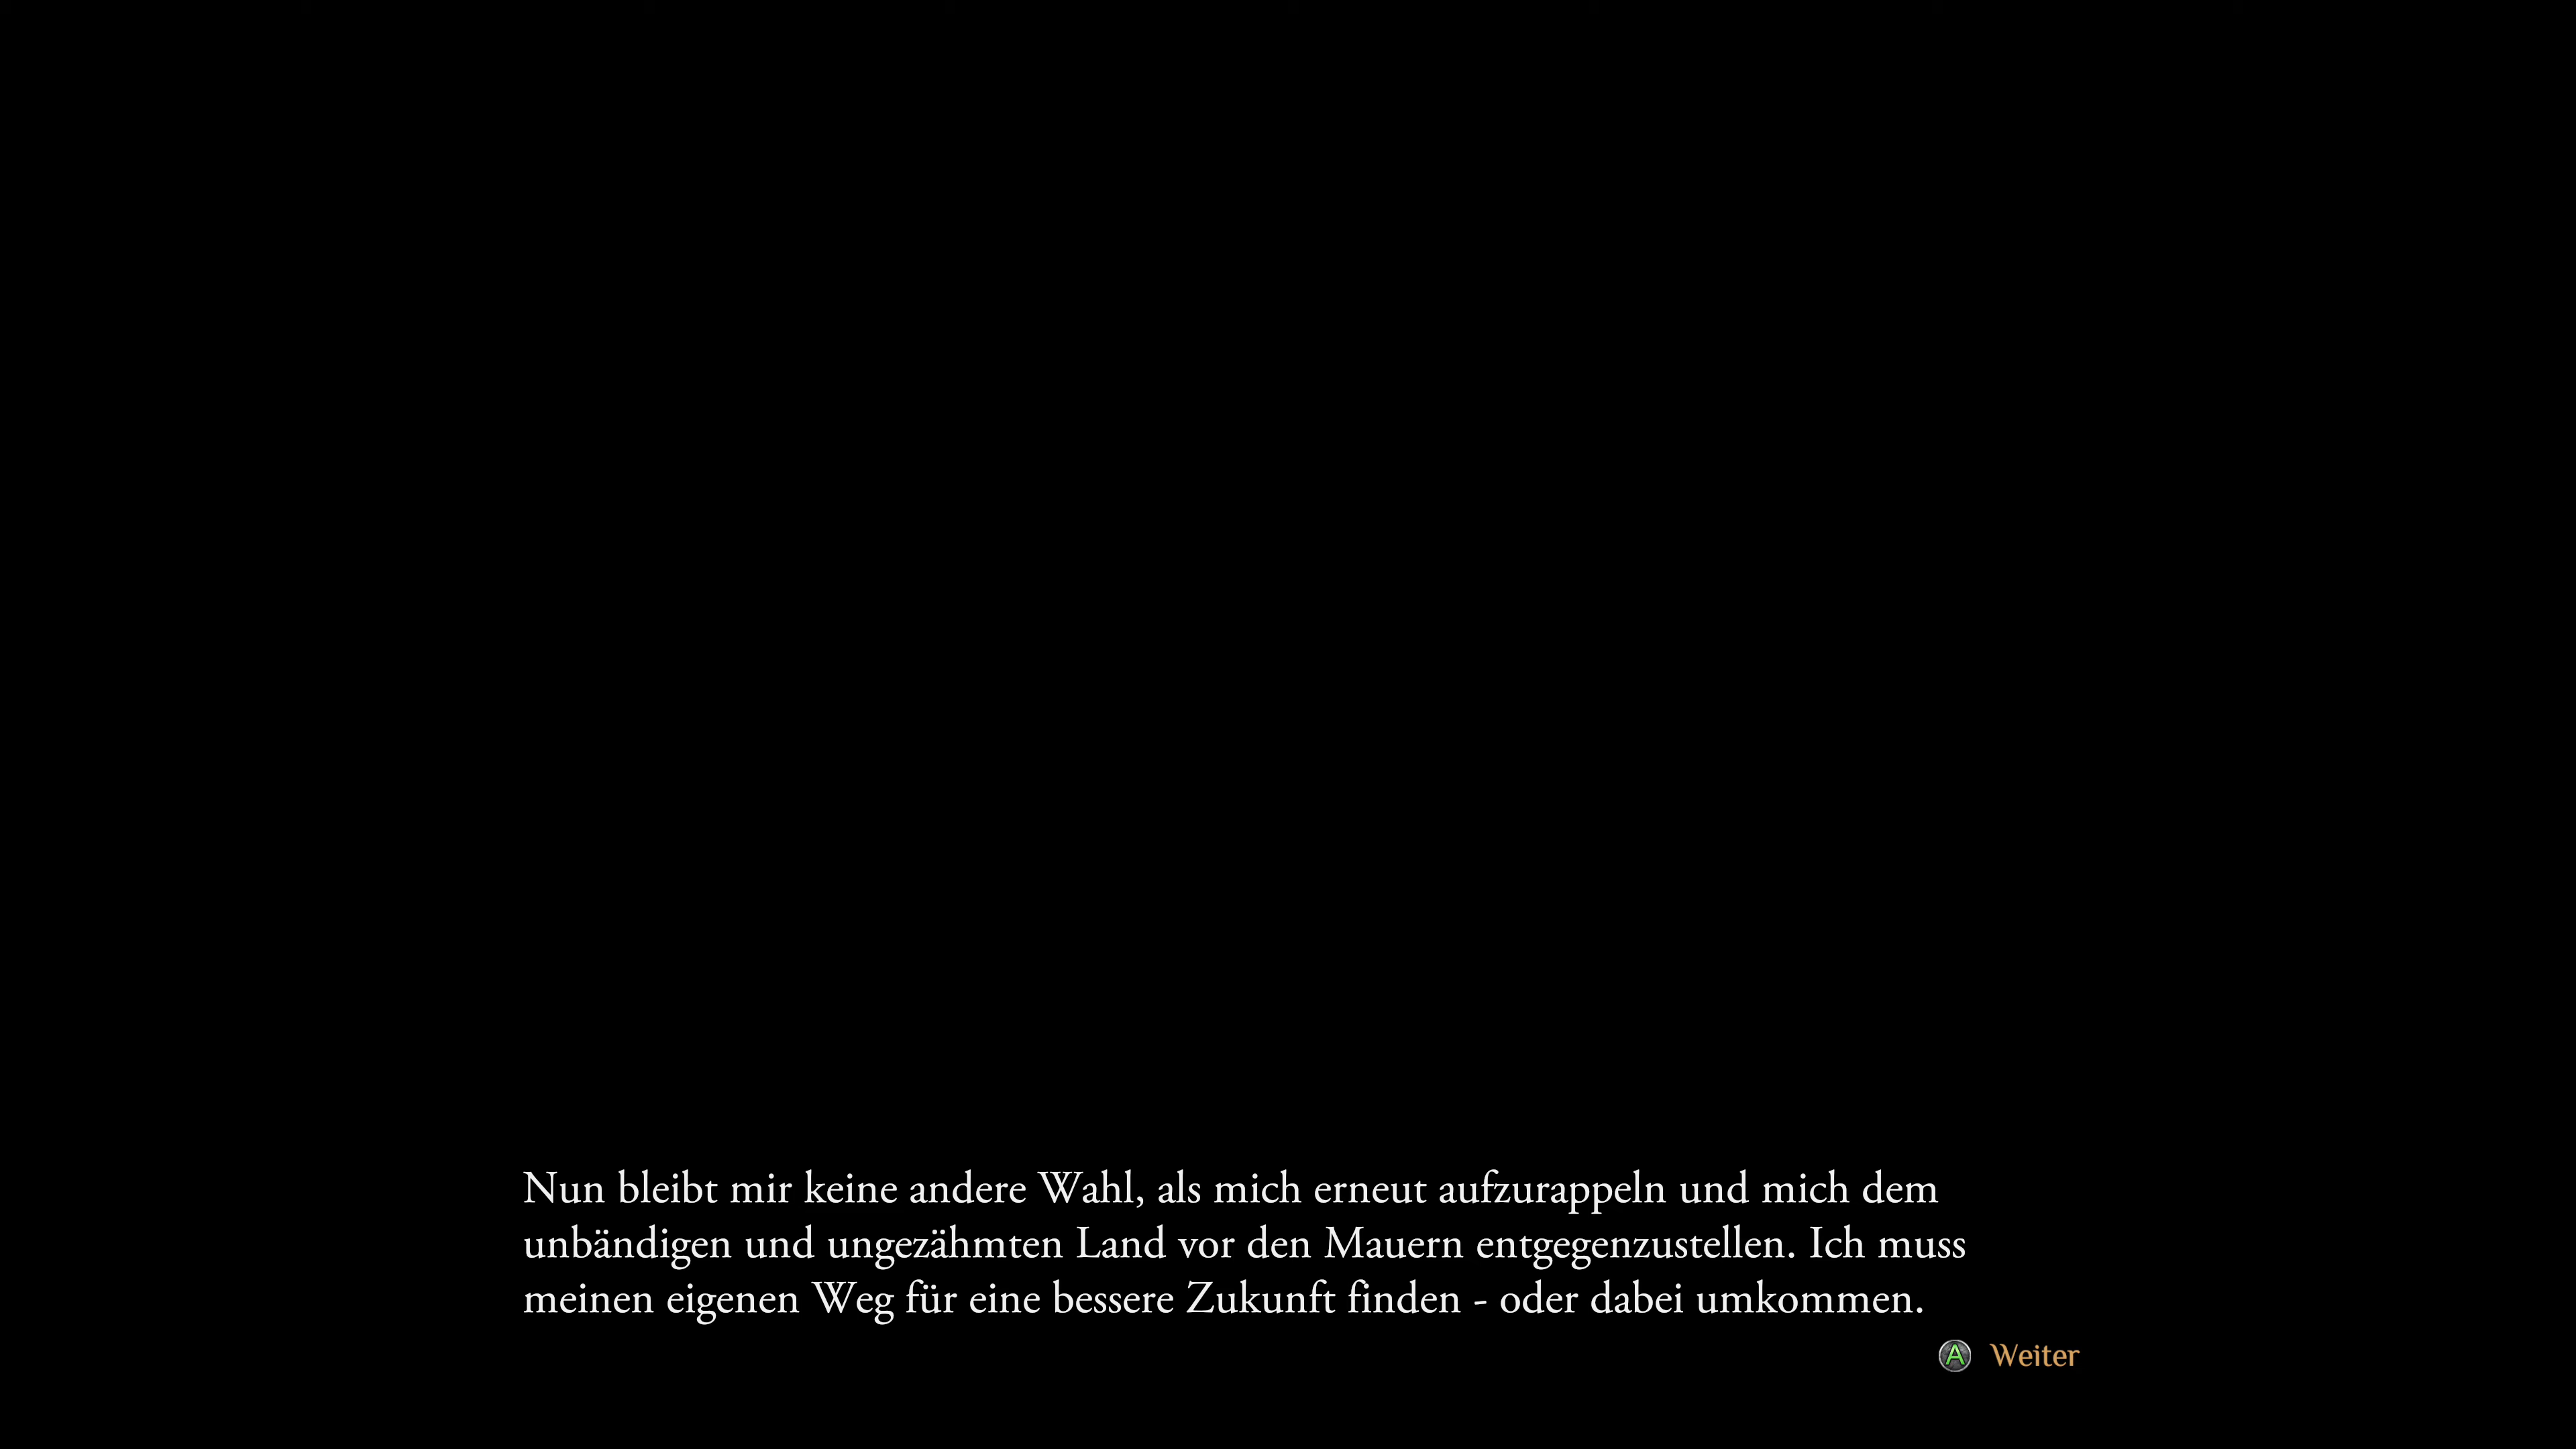 Nun bleibt mir keine andere Wahl, als mich erneut aufzurappeln und mich dem
unbändigen und ungezähmten Land vor den Mauern entgegenzustellen. Ich muss
meinen eigenen Weg für eine bessere Zukunft finden - oder dabei umkommen.
A Weiter